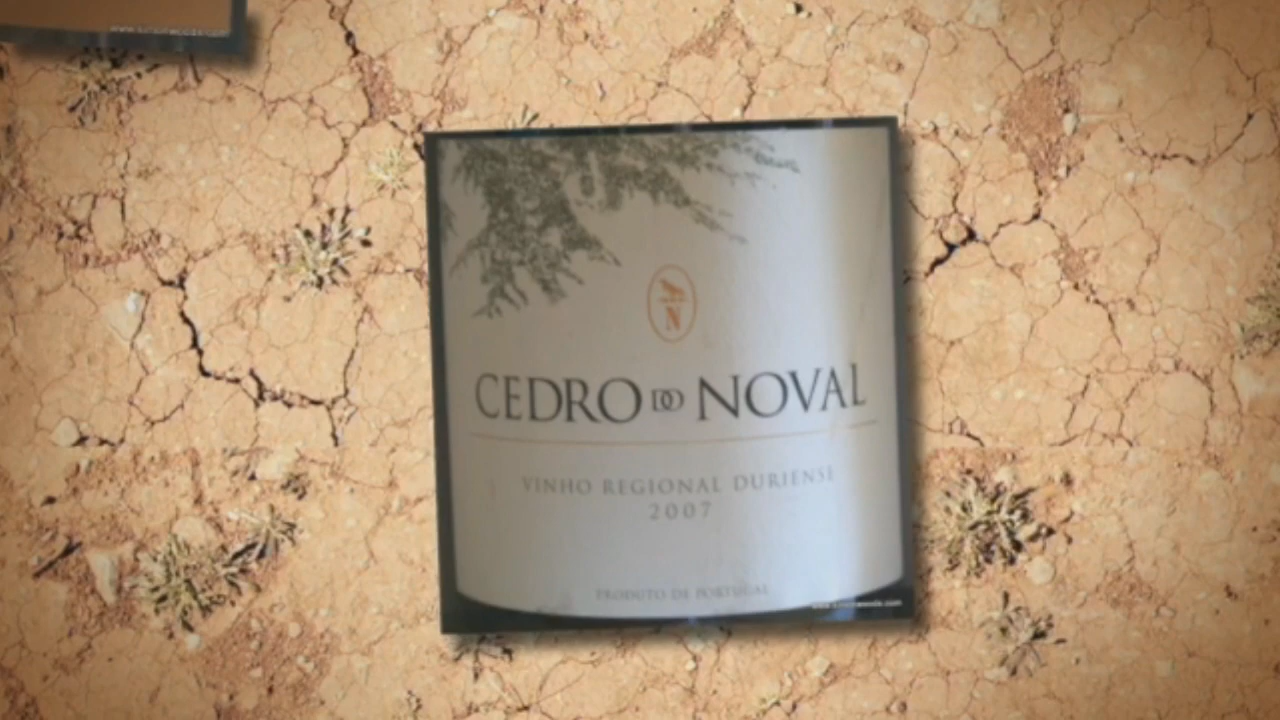 N
CEDRO DO NOVAL
VINHO REGIONAL DURIENSE
2007
PRODUTO DE PORTUGAL